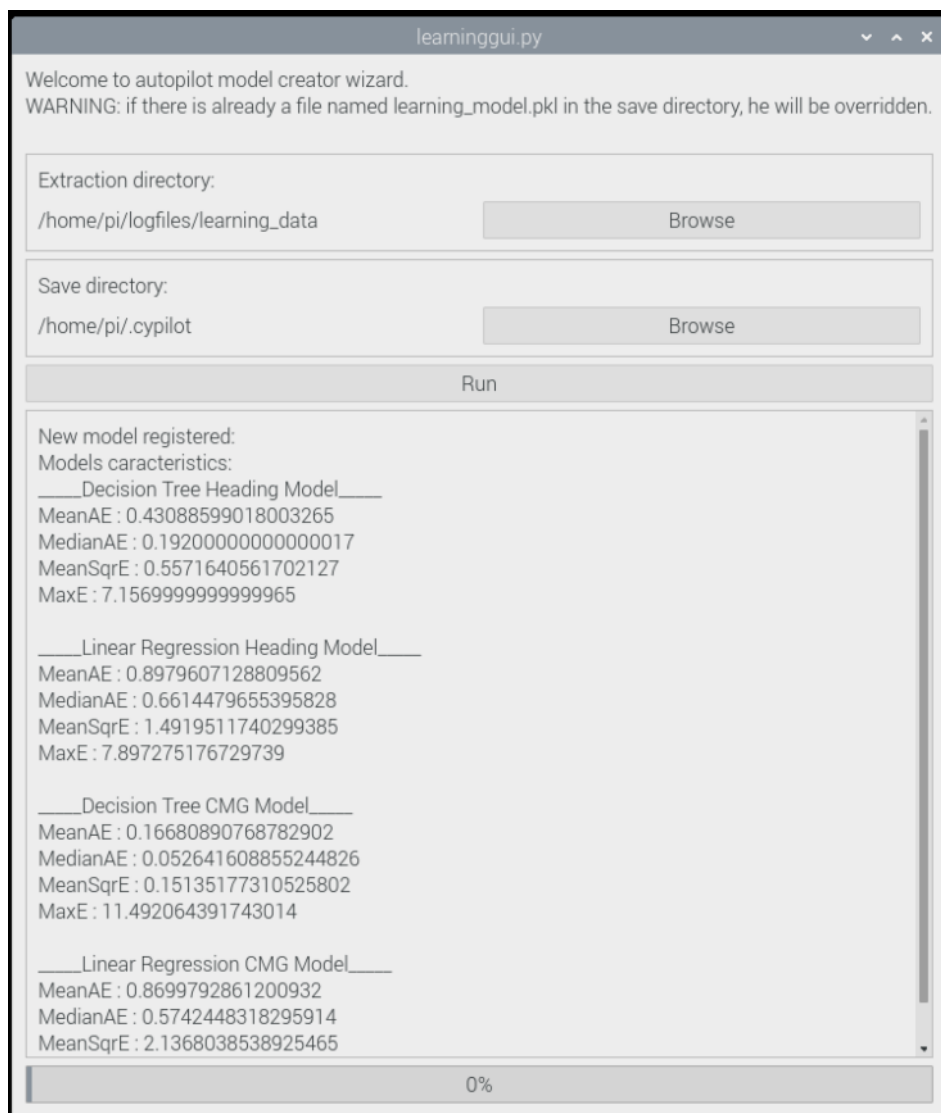 learninggui.py
Welcome to autopilot model creator wizard.
WARNING: if there is already a file named learning_model.pkl in the save directory, he will be overridden.
Extraction directory:
/home/pi/logfiles/learning_data
Browse
Save directory:
/home/pi/.cypilot
Browse
Run
New model registered:
Models caracteristics:
_____Decision Tree Heading Model_____
MeanAE : 0.43088599018003265
MedianAE : 0.19200000000000017
MeanSqrE : 0.5571640561702127
MaxE : 7.1569999999999965
_____Linear Regression Heading Model_____
MeanAE : 0.8979607128809562
MedianAE : 0.6614479655395828
MeanSqrE : 1.4919511740299385
MaxE : 7.897275176729739
_____Decision Tree CMG Model_____
MeanAE : 0.16680890768782902
MedianAE : 0.052641608855244826
MeanSqrE : 0.15135177310525802
MaxE : 11.492064391743014
_____Linear Regression CMG Model_____
MeanAE : 0.8699792861200932
MedianAE : 0.5742448318295914
MeanSqrE : 2.1368038538925465
0%